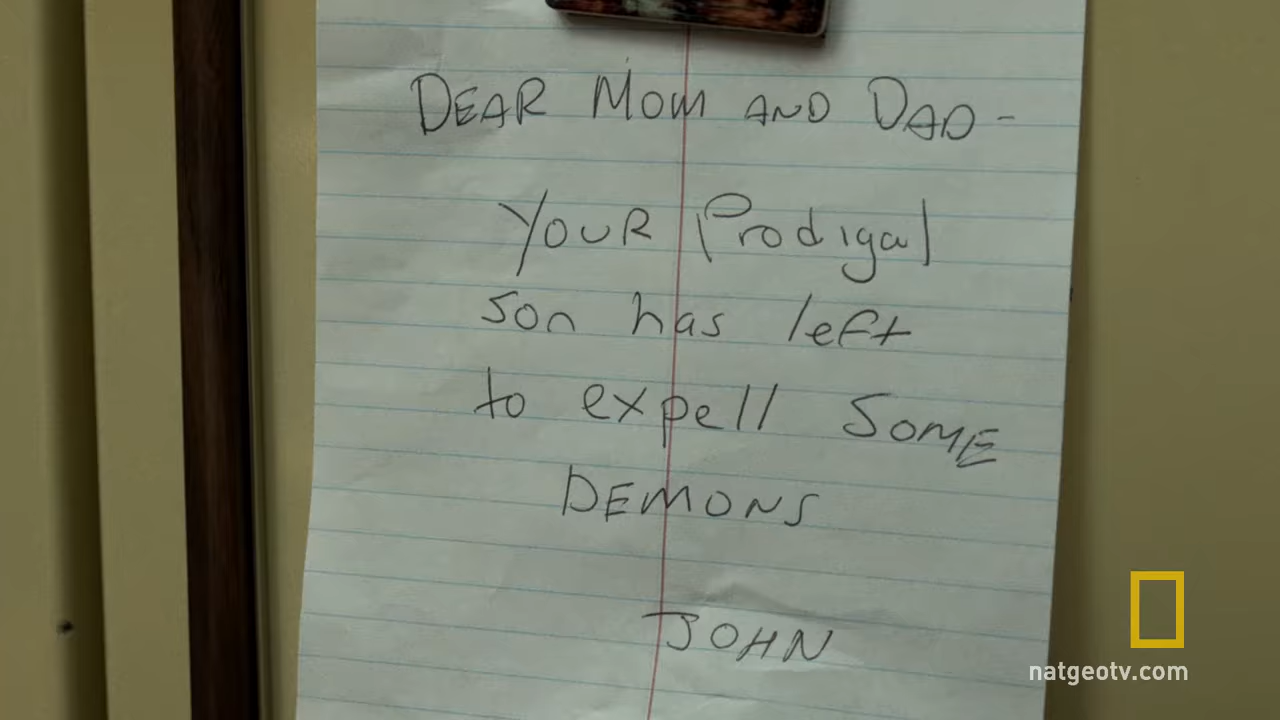 DEAR MOM AND DAD -
YOUR Prodigal
son has left
to expell SOME
DEMONS
JOHN
natgeotv.com